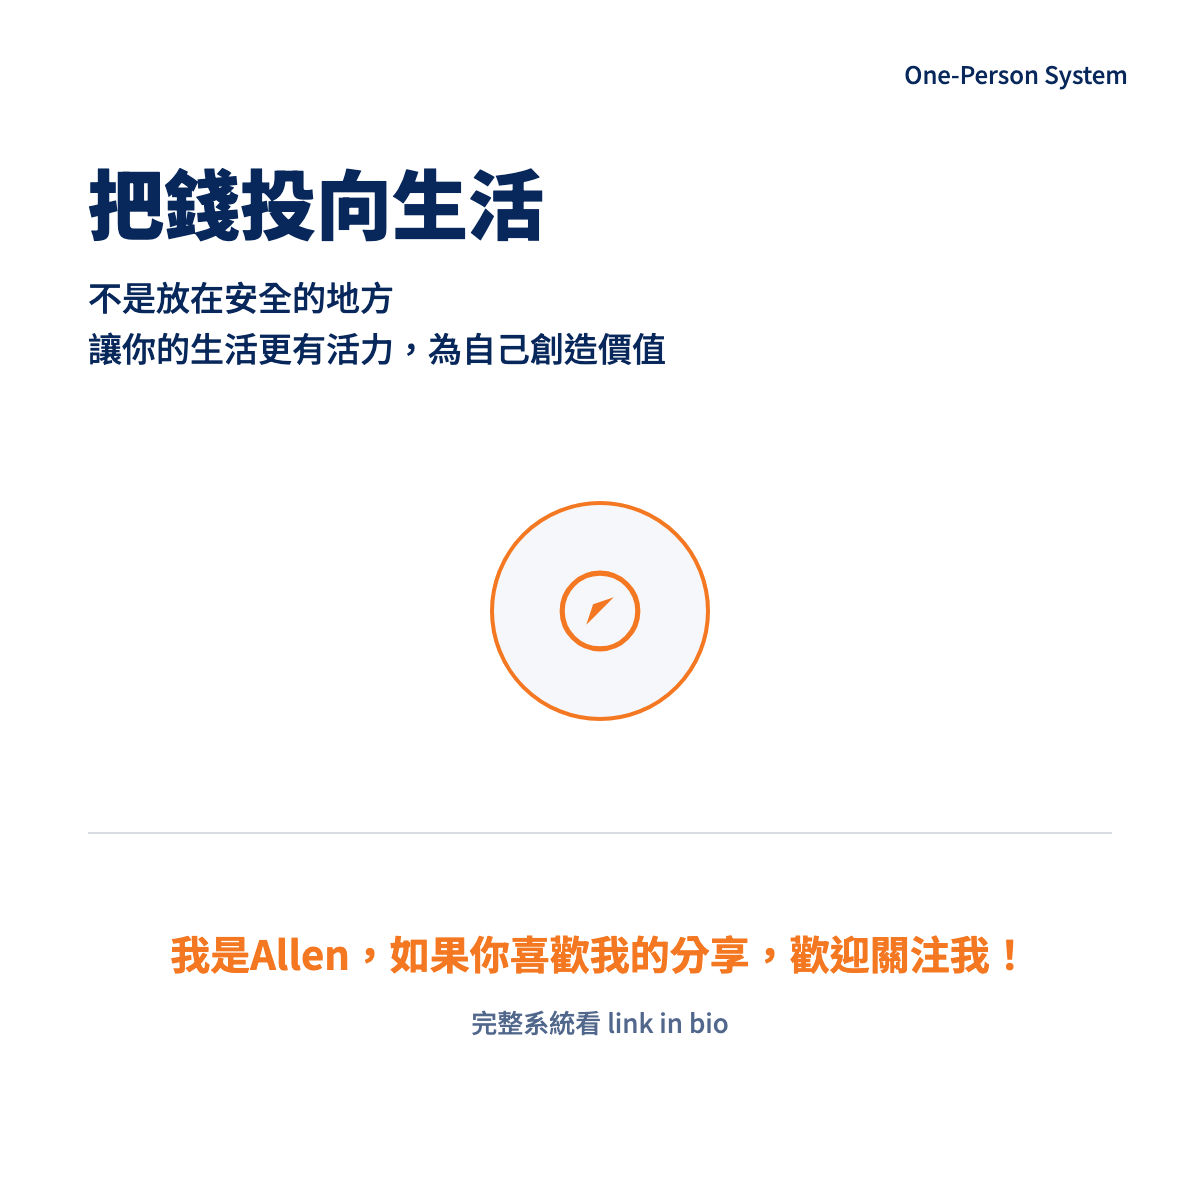 One-Person System
把錢投向生活
不是放在安全的地方
讓你的生活更有活力，為自己創造價值
我是Allen，如果你喜歡我的分享，歡迎關注我！
完整系統看 link in bio